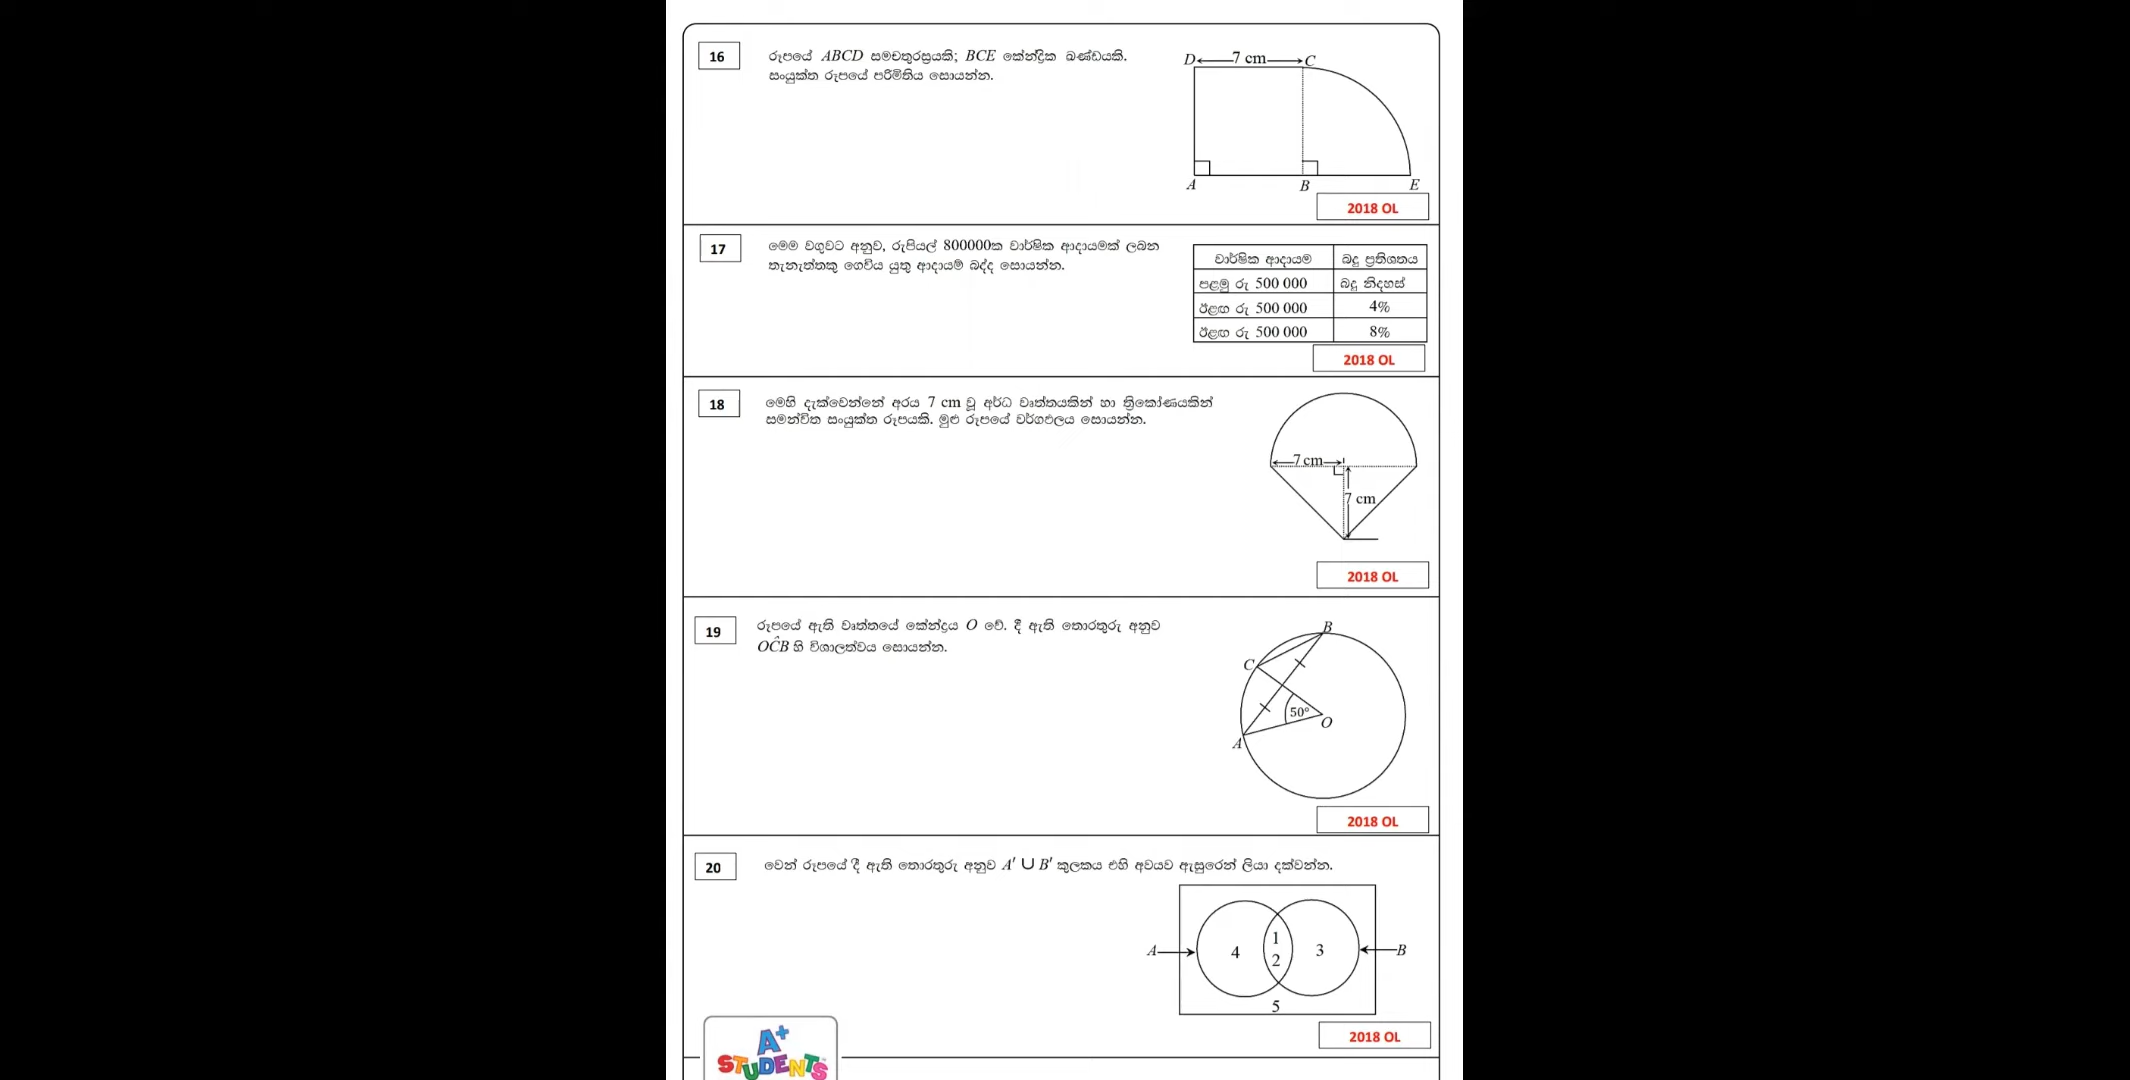 16
රූපයේ ABCD සමචතුරස්‍රයකි; BCE කේන්ද්‍රික ඛණ්ඩයකි.
සංයුක්ත රූපයේ පරිමිතිය සොයන්න.
D 7 cm C
A B E
2018 OL
17
මෙම වගුවට අනුව, රුපියල් 800000ක වාර්ෂික ආදායමක් ලබන
තැනැත්තකු ගෙවිය යුතු ආදායම් බද්ද සොයන්න.
වාර්ෂික ආදායම බදු ප්‍රතිශතය
පළමු රු 500 000 බදු නිදහස්
ඊළඟ රු 500 000 4%
ඊළඟ රු 500 000 8%
2018 OL
18
මෙහි දැක්වෙන්නේ අරය 7 cm වූ අර්ධ වෘත්තයකින් හා ත්‍රිකෝණයකින්
සමන්විත සංයුක්ත රූපයකි. මුළු රූපයේ වර්ගඵලය සොයන්න.
7 cm
7 cm
2018 OL
19
රූපයේ ඇති වෘත්තයේ කේන්ද්‍රය O වේ. දී ඇති තොරතුරු අනුව
OĈB හි විශාලත්වය සොයන්න.
B
C
50°
O
A
2018 OL
20
වෙන් රූපයේ දී ඇති තොරතුරු අනුව A′ ∪ B′ කුලකය එහි අවයව ඇසුරෙන් ලියා දක්වන්න.
A 4 1 2 3 B
5
2018 OL
A+
STUDENTS